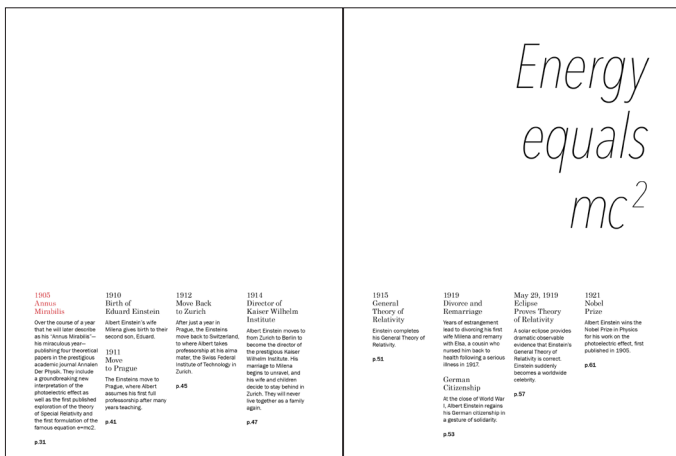 Energy
equals
mc²
1905
Annus
Mirabilis
Over the course of a year
that he will later describe
as his "Annus Mirabilis"—
his miraculous year—
publishing four theoretical
papers in the prestigious
academic journal Annalen
Der Physik. They include
a groundbreaking new
interpretation of the
photoelectric effect as
well as the first published
exploration of the theory
of Special Relativity and
the first formulation of the
famous equation e=mc2.
p.31
1910
Birth of
Eduard Einstein
Albert Einstein's wife
Milena gives birth to their
second son, Eduard.
1911
Move
to Prague
The Einsteins move to
Prague, where Albert
assumes his first full
professorship after many
years teaching.
p.41
1912
Move Back
to Zurich
After just a year in
Prague, the Einsteins
move back to Switzerland,
to where Albert takes
professorship at his alma
mater, the Swiss Federal
Institute of Technology in
Zurich.
p.45
1914
Director of
Kaiser Wilhelm
Institute
Albert Einstein moves to
from Zurich to Berlin to
become the director of
the prestigious Kaiser
Wilhelm Institute. His
marriage to Milena
begins to unravel, and
his wife and children
decide to stay behind in
Zurich. They will never
live together as a family
again.
p.47
1915
General
Theory of
Relativity
Einstein completes
his General Theory of
Relativity.
p.51
1919
Divorce and
Remarriage
Years of estrangement
lead to divorcing his first
wife Milena and remarry
with Elsa, a cousin who
nursed him back to
health following a serious
illness in 1917.
German
Citizenship
At the close of World War
I, Albert Einstein regains
his German citizenship in
a gesture of solidarity.
p.53
May 29, 1919
Eclipse
Proves Theory
of Relativity
A solar eclipse provides
dramatic observable
evidence that Einstein's
General Theory of
Relativity is correct.
Einstein suddenly
becomes a worldwide
celebrity.
p.57
1921
Nobel
Prize
Albert Einstein wins the
Nobel Prize in Physics
for his work on the
photoelectric effect, first
published in 1905.
p.61